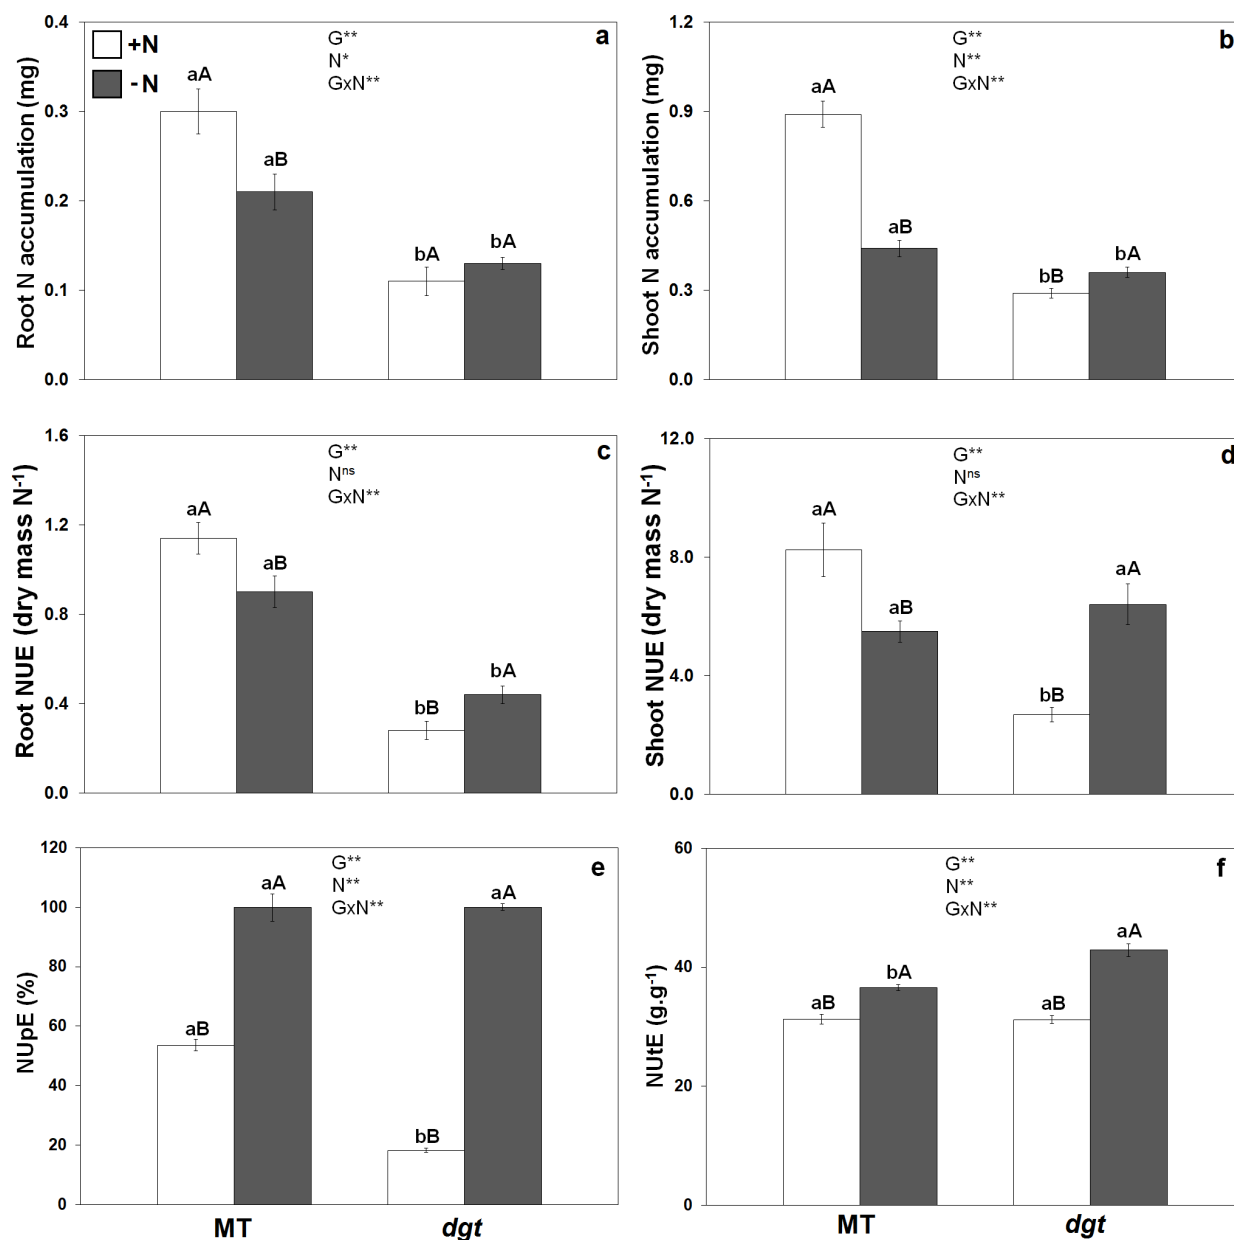 a
+N
-N
G**
N*
GxN**
Root N accumulation (mg)
0.4
0.3
0.2
0.1
0.0
aA
aB
bA
bA
b
G**
N**
GxN**
Shoot N accumulation (mg)
1.2
0.9
0.6
0.3
0.0
aA
aB
bB
bA
c
G**
Nns
GxN**
Root NUE (dry mass N-1)
1.6
1.2
0.8
0.4
0.0
aA
aB
bB
bA
d
G**
Nns
GxN**
Shoot NUE (dry mass N-1)
12.0
8.0
4.0
0.0
aA
aB
bB
aA
e
G**
N**
GxN**
NUpE (%)
120
100
80
60
40
20
0
aB
aA
bB
aA
MT
dgt
f
G**
N**
GxN**
NUtE (g.g-1)
60
40
20
0
aB
bA
aB
aA
MT
dgt